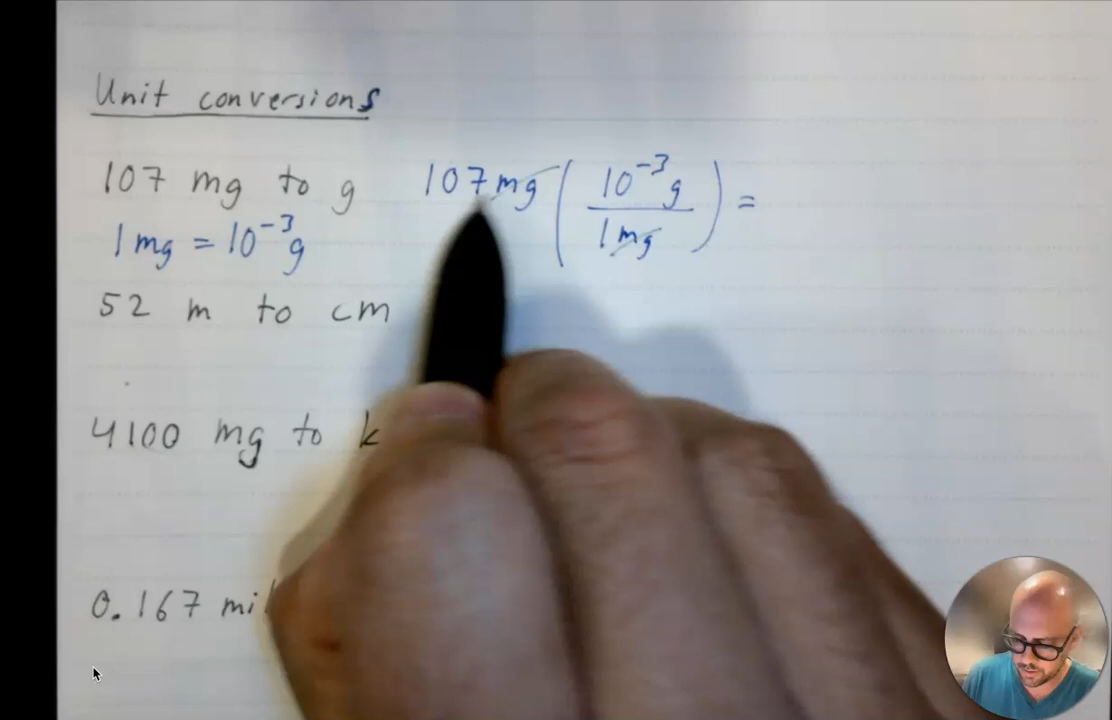 Unit conversions
107 mg to g 107 mg ( 10⁻³ g / 1 mg ) =
1 mg = 10⁻³ g
52 m to cm
4100 mg to
0.167